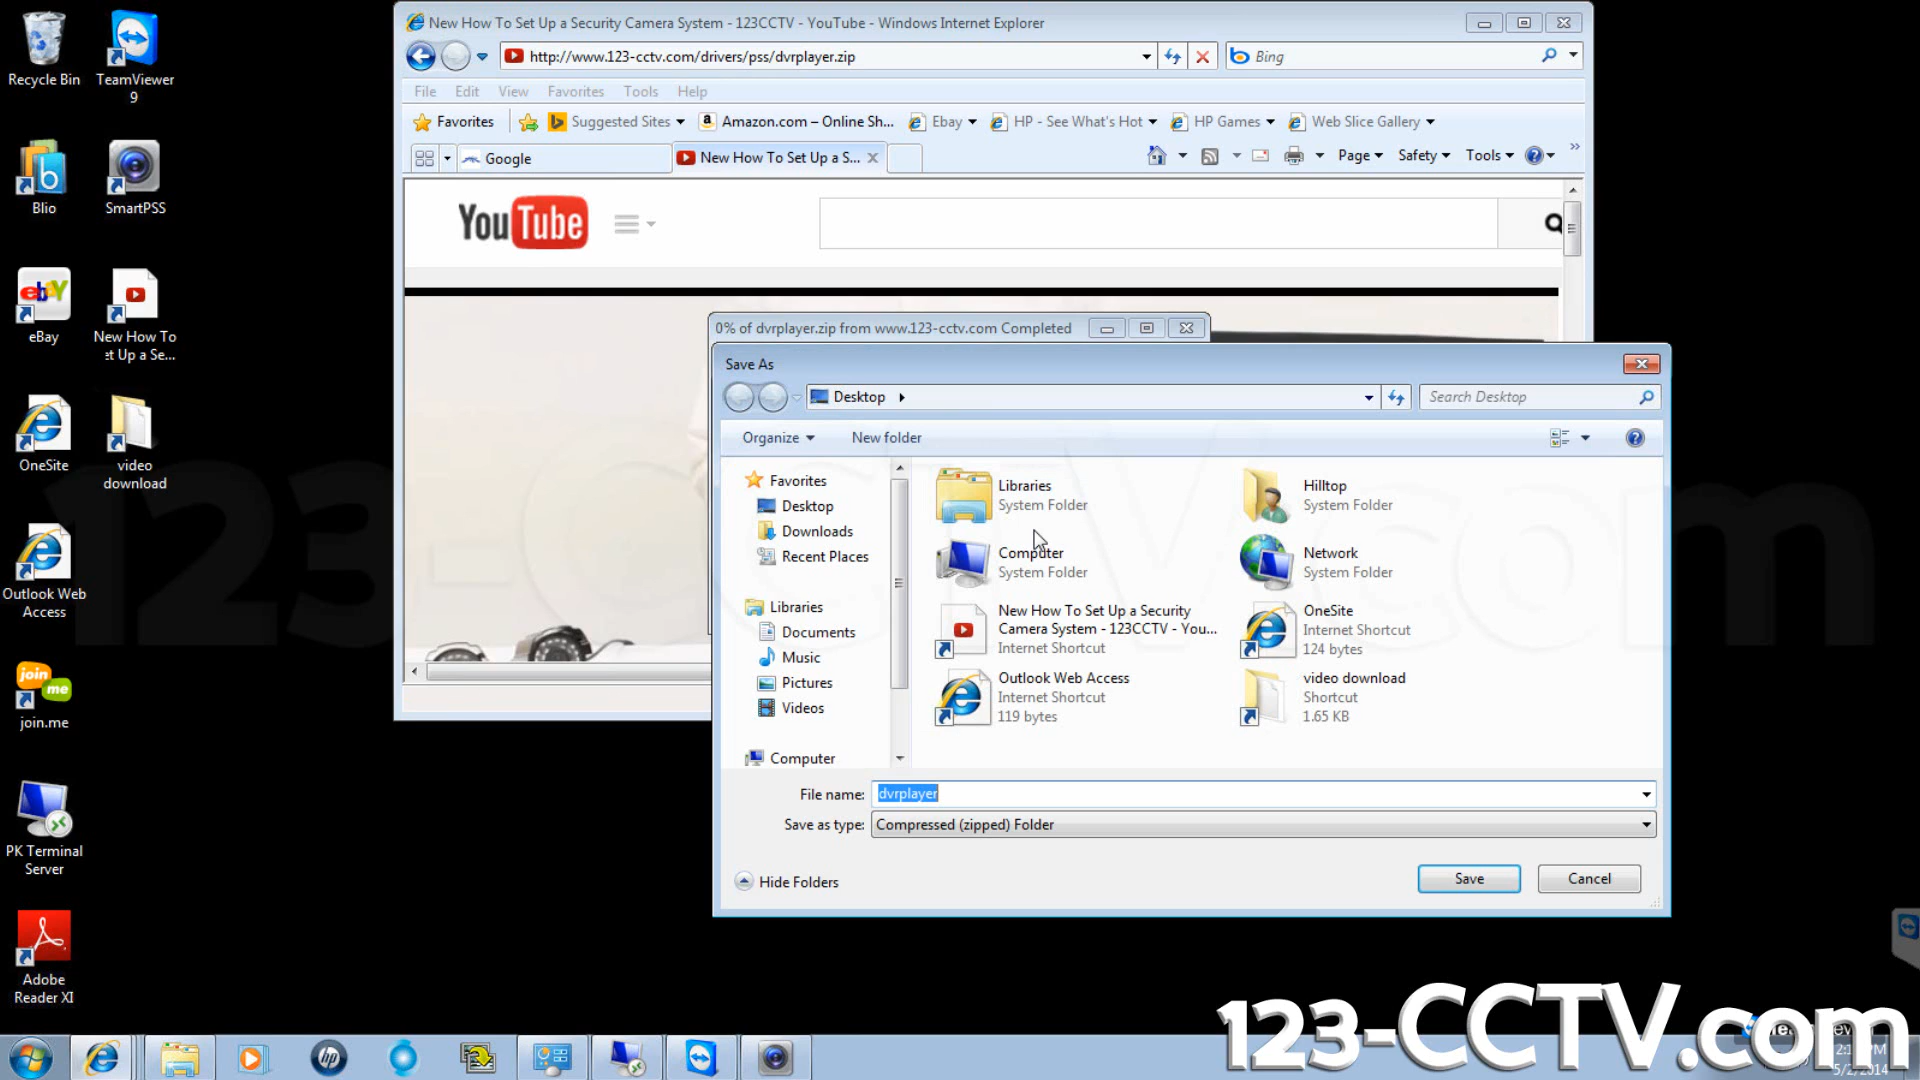 Recycle Bin
TeamViewer
9
Blio
SmartPSS
eBay
New How To
et Up a Se...
OneSite
video
download
Outlook Web
Access
join.me
PK Terminal
Server
Adobe
Reader XI
New How To Set Up a Security Camera System - 123CCTV - YouTube - Windows Internet Explorer
http://www.123-cctv.com/drivers/pss/dvrplayer.zip
Bing
File Edit View Favorites Tools Help
Favorites Suggested Sites Amazon.com – Online Sh... Ebay HP - See What's Hot HP Games Web Slice Gallery
Google New How To Set Up a S... Page Safety Tools
YouTube
0% of dvrplayer.zip from www.123-cctv.com Completed
Save As
Desktop
Search Desktop
Organize New folder
Favorites
Desktop
Downloads
Recent Places
Libraries
Documents
Music
Pictures
Videos
Computer
Libraries
System Folder
Hilltop
System Folder
Computer
System Folder
Network
System Folder
New How To Set Up a Security
Camera System - 123CCTV - You...
Internet Shortcut
OneSite
Internet Shortcut
124 bytes
Outlook Web Access
Internet Shortcut
119 bytes
video download
Shortcut
1.65 KB
File name: dvrplayer
Save as type: Compressed (zipped) Folder
Hide Folders
Save Cancel
123-CCTV.com
123-CCTV.com
5/2/2014